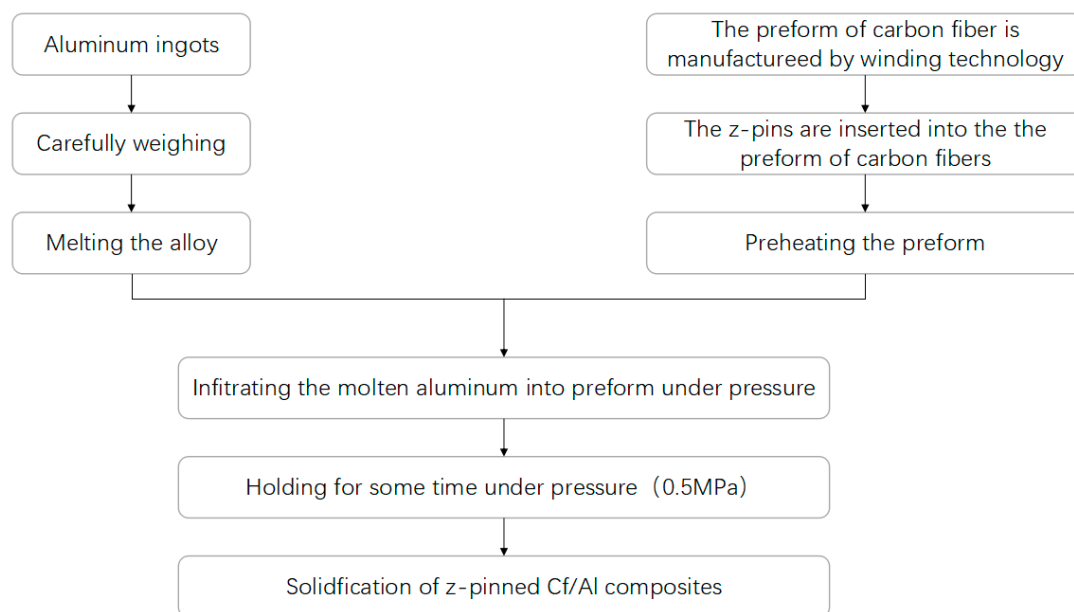 Aluminum ingots
Carefully weighing
Melting the alloy
The preform of carbon fiber is
manufactureed by winding technology
The z-pins are inserted into the the
preform of carbon fibers
Preheating the preform
Infitrating the molten aluminum into preform under pressure
Holding for some time under pressure（0.5MPa）
Solidfication of z-pinned Cf/Al composites